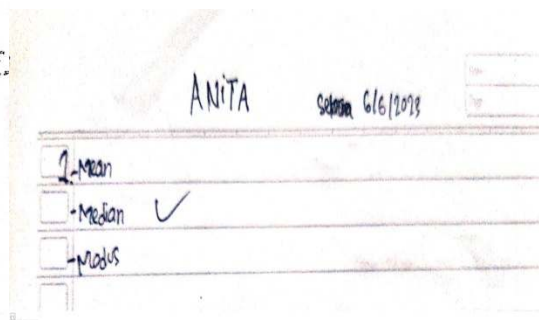 ANITA
Selasa 6/6/2023
1. - Mean
- Median ✓
- Modus